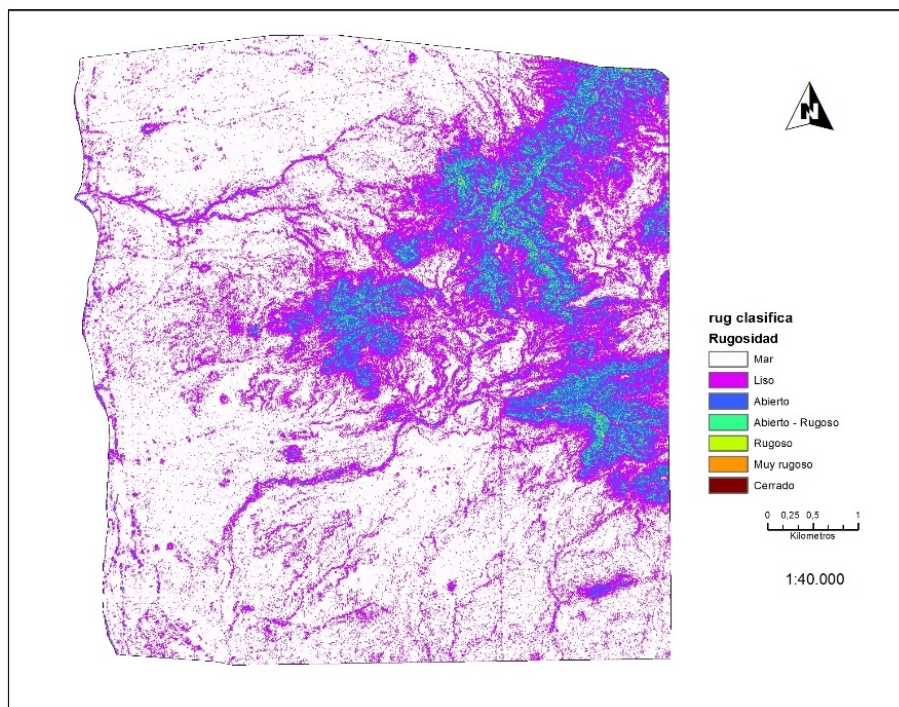 N
rug clasifica
Rugosidad
Mar
Liso
Abierto
Abierto - Rugoso
Rugoso
Muy rugoso
Cerrado
0 0,25 0,5 1
Kilometros
1:40.000